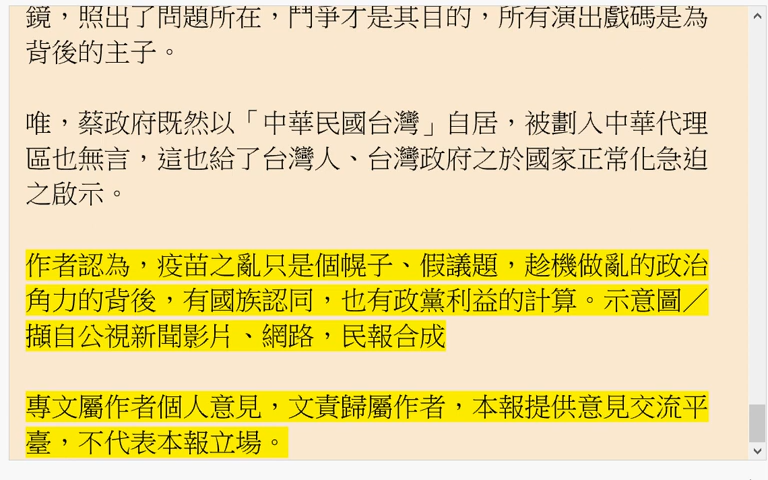 鏡，照出了問題所在，鬥爭才是其目的，所有演出戲碼是為
背後的主子。
唯，蔡政府既然以「中華民國台灣」自居，被劃入中華代理
區也無言，這也給了台灣人、台灣政府之於國家正常化急迫
之啟示。
作者認為，疫苗之亂只是個幌子、假議題，趁機做亂的政治
角力的背後，有國族認同，也有政黨利益的計算。示意圖／
擷自公視新聞影片、網路，民報合成
專文屬作者個人意見，文責歸屬作者，本報提供意見交流平
臺，不代表本報立場。